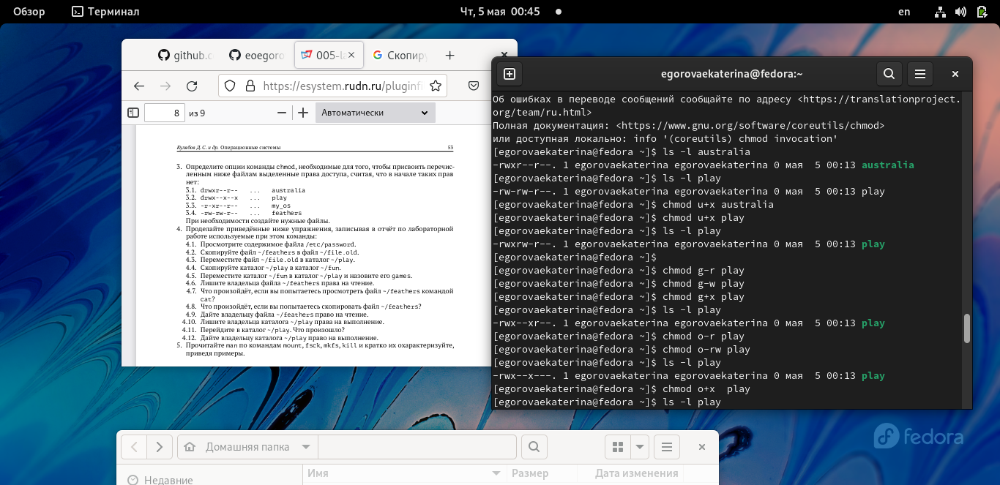 Обзор
Терминал
Чт, 5 мая 00:45
en
github.c
eoegoro
005-la
Скопиру
https://esystem.rudn.ru/pluginfi
8 из 9
Автоматически
Кулябов Д. С. и др. Операционные системы 53
3. Определите опции команды chmod, необходимые для того, чтобы присвоить перечис-
ленным ниже файлам выделенные права доступа, считая, что в начале таких прав
нет:
3.1. drwxr--r-- ... australia
3.2. drwx--x--x ... play
3.3. -r-xr--r-- ... my_os
3.4. -rw-rw-r-- ... feathers
При необходимости создайте нужные файлы.
4. Проделайте приведённые ниже упражнения, записывая в отчёт по лабораторной
работе используемые при этом команды:
4.1. Просмотрите содержимое файла /etc/password.
4.2. Скопируйте файл ~/feathers в файл ~/file.old.
4.3. Переместите файл ~/file.old в каталог ~/play.
4.4. Скопируйте каталог ~/play в каталог ~/fun.
4.5. Переместите каталог ~/fun в каталог ~/play и назовите его games.
4.6. Лишите владельца файла ~/feathers права на чтение.
4.7. Что произойдёт, если вы попытаетесь просмотреть файл ~/feathers командой
cat?
4.8. Что произойдёт, если вы попытаетесь скопировать файл ~/feathers?
4.9. Дайте владельцу файла ~/feathers право на чтение.
4.10. Лишите владельца каталога ~/play права на выполнение.
4.11. Перейдите в каталог ~/play. Что произошло?
4.12. Дайте владельцу каталога ~/play право на выполнение.
5. Прочитайте man по командам mount, fsck, mkfs, kill и кратко их охарактеризуйте,
приведя примеры.
egorovaekaterina@fedora:~
Об ошибках в переводе сообщений сообщайте по адресу <https://translationproject.
org/team/ru.html>
Полная документация: <https://www.gnu.org/software/coreutils/chmod>
или доступная локально: info '(coreutils) chmod invocation'
[egorovaekaterina@fedora ~]$ ls -l australia
-rwxr--r--. 1 egorovaekaterina egorovaekaterina 0 мая  5 00:13 australia
[egorovaekaterina@fedora ~]$ ls -l play
-rw-rw-r--. 1 egorovaekaterina egorovaekaterina 0 мая  5 00:13 play
[egorovaekaterina@fedora ~]$ chmod u+x australia
[egorovaekaterina@fedora ~]$ chmod u+x play
[egorovaekaterina@fedora ~]$ ls -l play
-rwxrw-r--. 1 egorovaekaterina egorovaekaterina 0 мая  5 00:13 play
[egorovaekaterina@fedora ~]$
[egorovaekaterina@fedora ~]$ chmod g-r play
[egorovaekaterina@fedora ~]$ chmod g-w play
[egorovaekaterina@fedora ~]$ chmod g+x play
[egorovaekaterina@fedora ~]$ ls -l play
-rwx--xr--. 1 egorovaekaterina egorovaekaterina 0 мая  5 00:13 play
[egorovaekaterina@fedora ~]$ chmod o-r play
[egorovaekaterina@fedora ~]$ chmod o-rw play
[egorovaekaterina@fedora ~]$ ls -l play
-rwx--x---. 1 egorovaekaterina egorovaekaterina 0 мая  5 00:13 play
[egorovaekaterina@fedora ~]$ chmod o+x  play
[egorovaekaterina@fedora ~]$ ls -l play
fedora
Домашняя папка
Недавние
Имя Размер Дата изменения